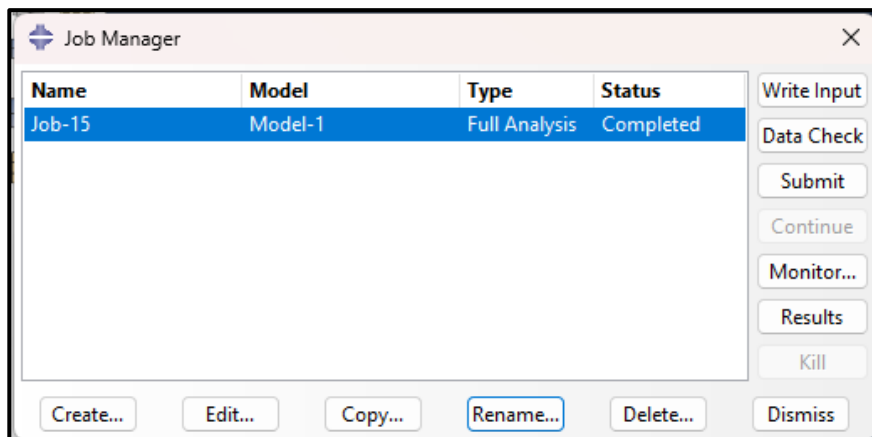 Job Manager
Name Model Type Status
Job-15 Model-1 Full Analysis Completed
Write Input
Data Check
Submit
Continue
Monitor...
Results
Kill
Create... Edit... Copy... Rename... Delete... Dismiss